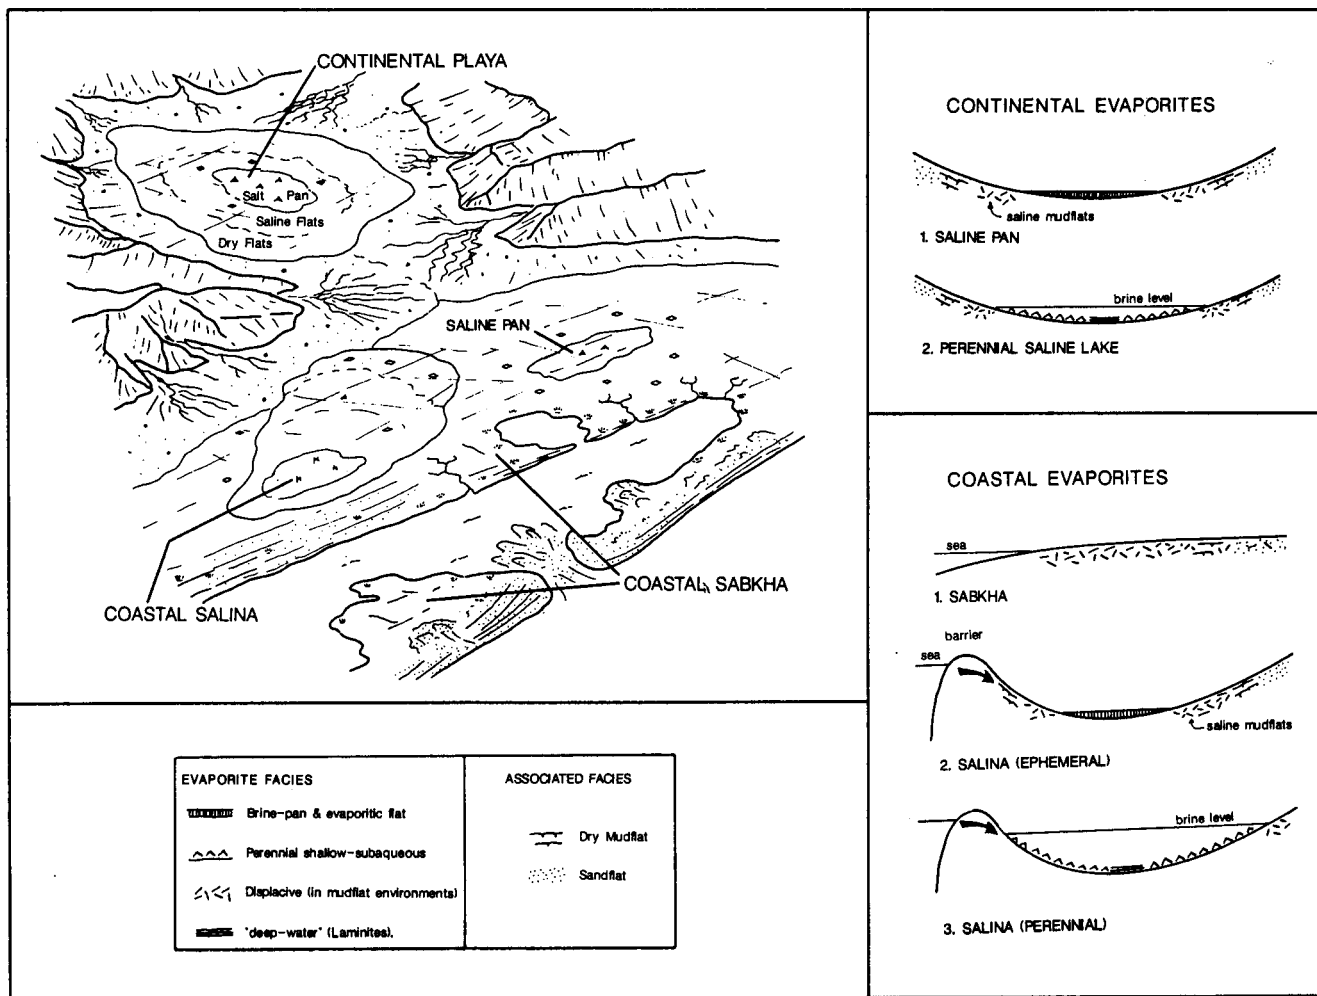 CONTINENTAL PLAYA
Salt Pan
Saline Flats
Dry Flats
SALINE PAN
COASTAL SALINA
COASTAL SABKHA
CONTINENTAL EVAPORITES
saline mudflats
1. SALINE PAN
brine level
2. PERENNIAL SALINE LAKE
COASTAL EVAPORITES
sea
1. SABKHA
barrier
sea
saline mudflats
2. SALINA (EPHEMERAL)
brine level
3. SALINA (PERENNIAL)
EVAPORITE FACIES
Brine-pan & evaporitic flat
Perennial shallow-subaqueous
Displacive (in mudflat environments)
"deep-water" (Laminites).
ASSOCIATED FACIES
Dry Mudflat
Sandflat